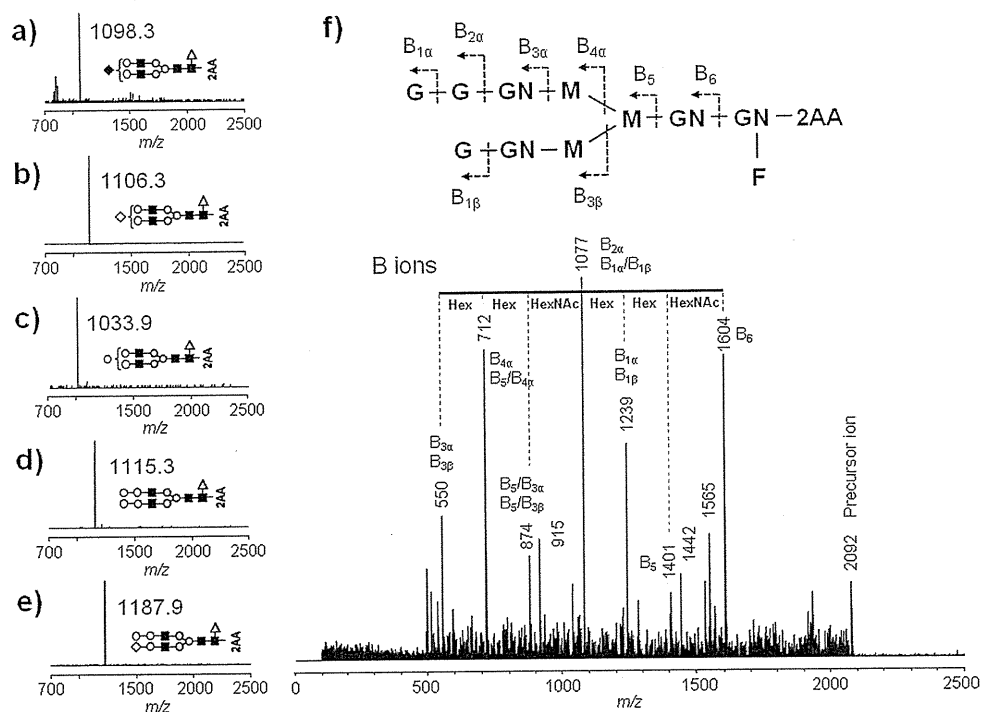 a)
1098.3
2AA
700 1500 2000 2500
m/z
b)
1106.3
2AA
700 1500 2000 2500
m/z
c)
1033.9
2AA
700 1500 2000 2500
m/z
d)
1115.3
2AA
700 1500 2000 2500
m/z
e)
1187.9
2AA
700 1500 2000 2500
m/z
f)
B1α B2α B3α B4α B5 B6
G G GN M
M GN GN 2AA
G GN M
F
B1β B3β
B ions
1077
B2α
B1α/B1β
Hex Hex HexNAc Hex Hex HexNAc
712
B4α
B5/B4α
1604 B6
B1α
B1β
1239
B3α
B3β
550
B5/B3α
B5/B3β
874
915
B5
1401
1442
1565
2092 Precursor ion
0 500 1000 1500 2000 2500
m/z